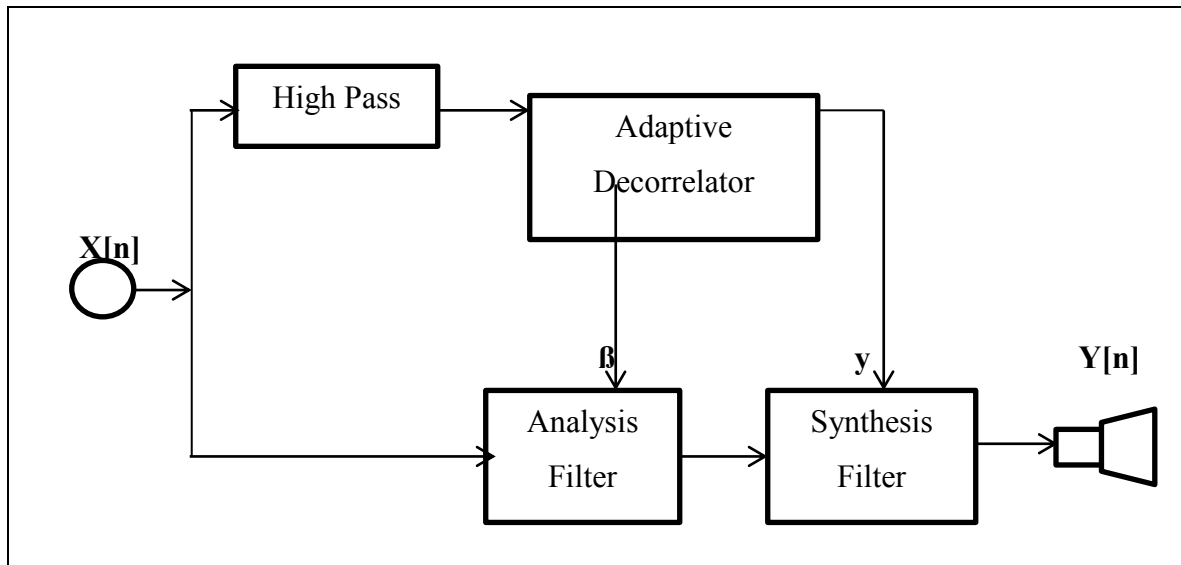 High Pass
Adaptive
Decorrelator
X[n]
ß
y
Y[n]
Analysis
Filter
Synthesis
Filter